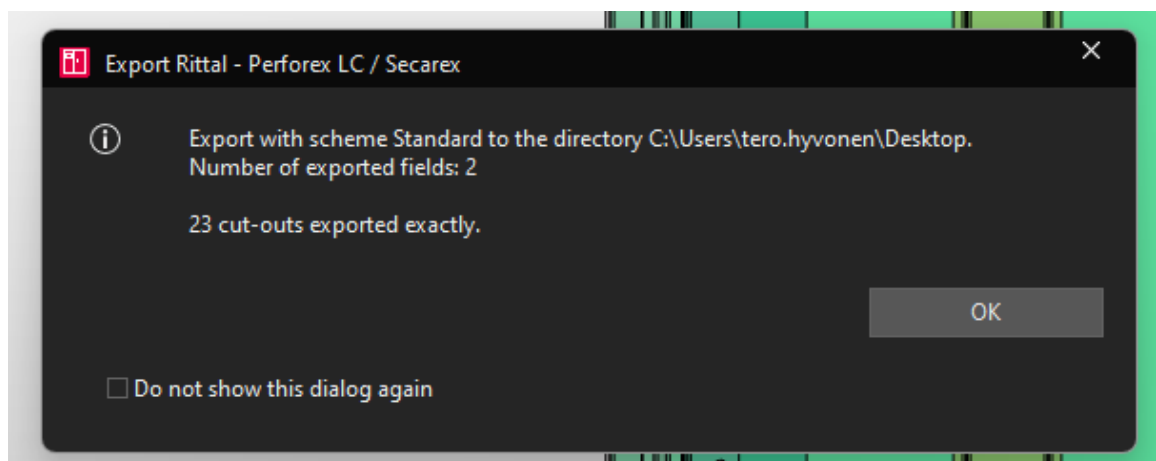 Export Rittal - Perforex LC / Secarex
Export with scheme Standard to the directory C:\Users\tero.hyvonen\Desktop.
Number of exported fields: 2
23 cut-outs exported exactly.
OK
Do not show this dialog again